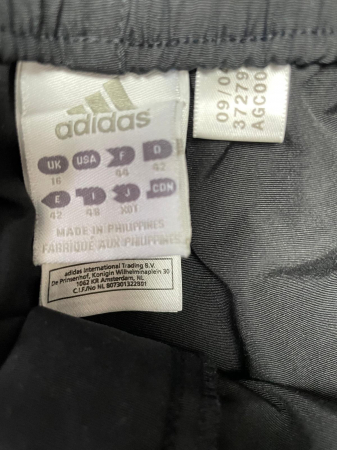 adidas
UK USA F D
16 44 42
E I J CDN
42 48 XOT
MADE IN PHILIPPINES
FABRIQUE AUX PHILIPPINES
adidas International Trading B.V.
De Prinsenhof, Konigin Wilhelminaplein 30
1062 KR Amsterdam, NL
C.I.F./No NL 807301322B01
09/0
37279
AGC00